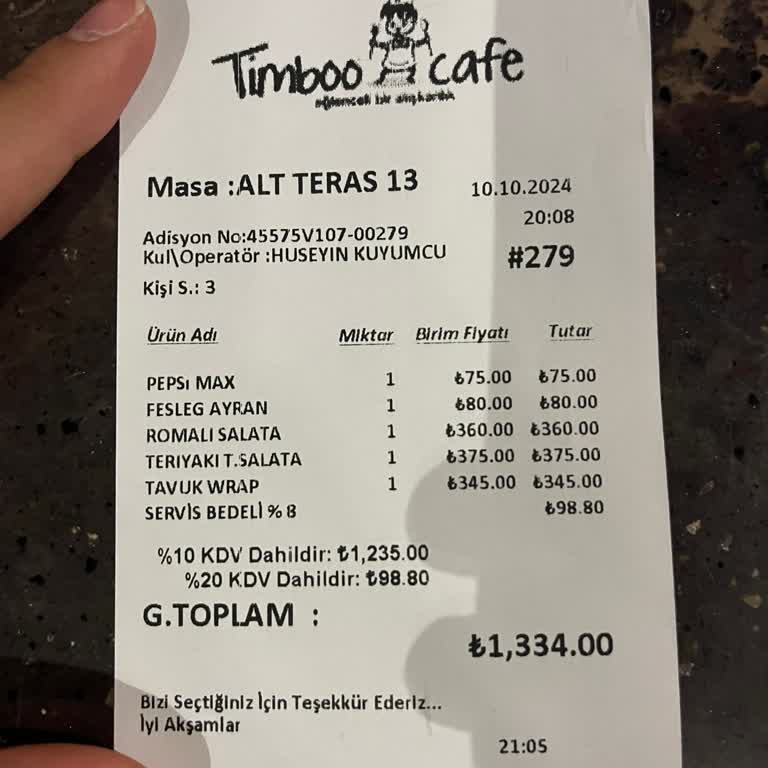 Timboo cafe
eğlenceli bir alışkanlık
Masa :ALT TERAS 13 10.10.2024
20:08
Adisyon No:45575V107-00279
Kul\Operatör :HUSEYIN KUYUMCU #279
Kişi S.: 3
Ürün Adı Miktar Birim Fiyatı Tutar
PEPSı MAX 1 ₺75.00 ₺75.00
FESLEG AYRAN 1 ₺80.00 ₺80.00
ROMALI SALATA 1 ₺360.00 ₺360.00
TERIYAKI T.SALATA 1 ₺375.00 ₺375.00
TAVUK WRAP 1 ₺345.00 ₺345.00
SERVİS BEDELİ % 8 ₺98.80
%10 KDV Dahildir: ₺1,235.00
%20 KDV Dahildir: ₺98.80
G.TOPLAM :
₺1,334.00
Bizi Seçtiğiniz İçin Teşekkür Ederiz...
İyi Akşamlar
21:05